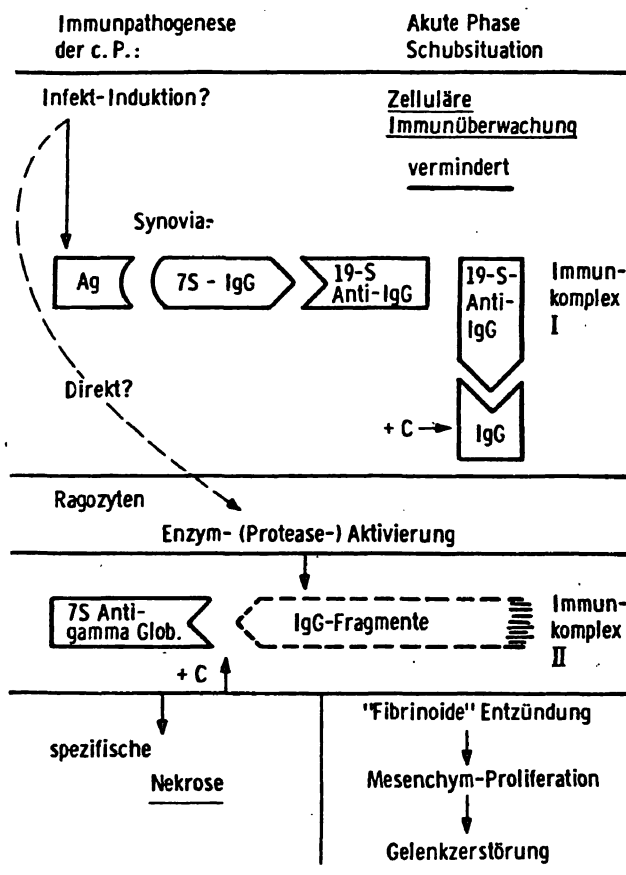 Immunpathogenese
der c. P.:
Akute Phase
Schubsituation
Infekt-Induktion?
Zelluläre
Immunüberwachung
vermindert
Synovia:
Ag
7S - IgG
19-S
Anti-IgG
19-S-
Anti-
IgG
Immun-
komplex
I
Direkt?
+ C
IgG
Ragozyten
Enzym- (Protease-) Aktivierung
7S Anti-
gamma Glob.
IgG-Fragmente
Immun-
komplex
II
+ C
spezifische
Nekrose
"Fibrinoide" Entzündung
Mesenchym-Proliferation
Gelenkzerstörung